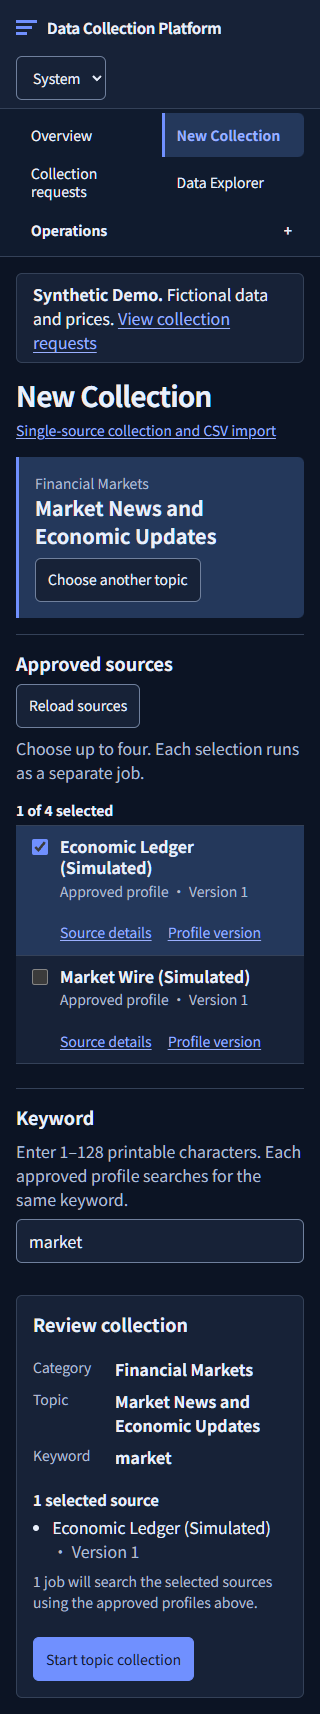 Data Collection Platform
System
Overview
New Collection
Collection
requests
Data Explorer
Operations
+
Synthetic Demo. Fictional data
and prices. View collection
requests
New Collection
Single-source collection and CSV import
Financial Markets
Market News and
Economic Updates
Choose another topic
Approved sources
Reload sources
Choose up to four. Each selection runs
as a separate job.
1 of 4 selected
Economic Ledger
(Simulated)
Approved profile • Version 1
Source details Profile version
Market Wire (Simulated)
Approved profile • Version 1
Source details Profile version
Keyword
Enter 1–128 printable characters. Each
approved profile searches for the
same keyword.
market
Review collection
Category Financial Markets
Topic Market News and
Economic Updates
Keyword market
1 selected source
• Economic Ledger (Simulated)
• Version 1
1 job will search the selected sources
using the approved profiles above.
Start topic collection